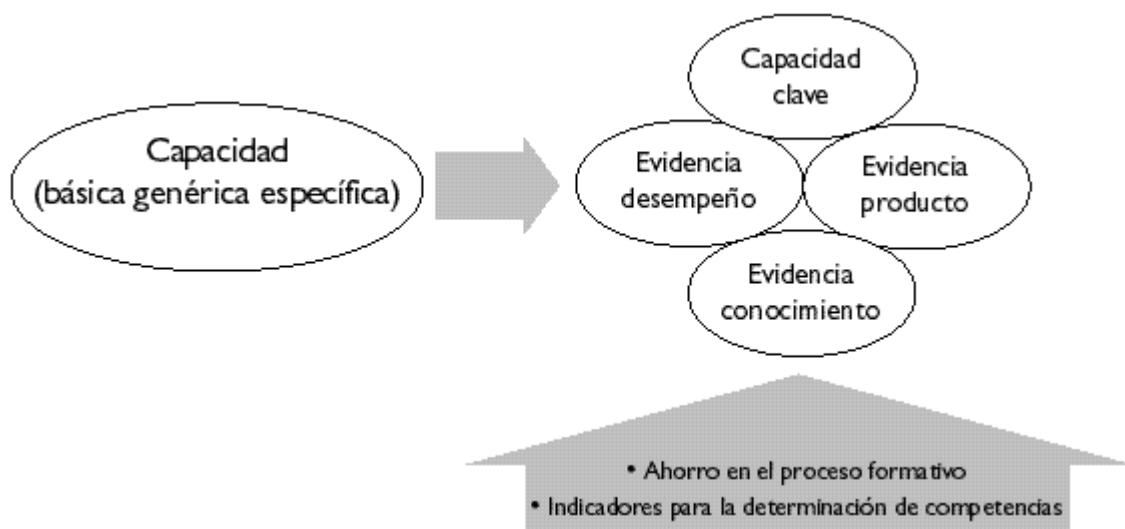 Capacidad
(básica genérica específica)
Capacidad
clave
Evidencia
desempeño
Evidencia
producto
Evidencia
conocimiento
• Ahorro en el proceso formativo
• Indicadores para la determinación de competencias